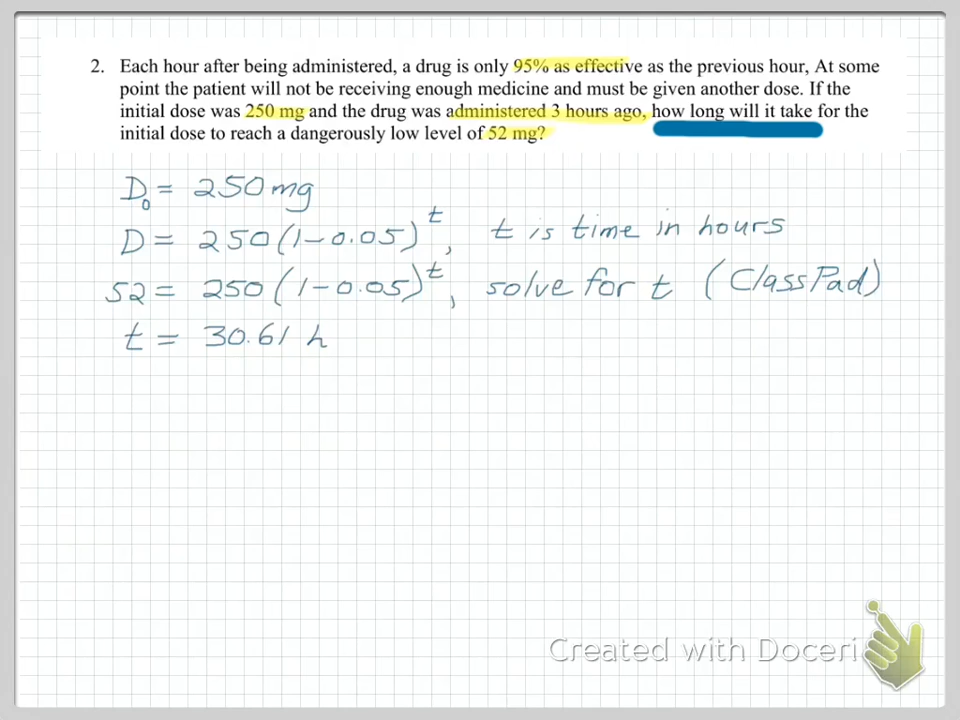 2. Each hour after being administered, a drug is only 95% as effective as the previous hour, At some
point the patient will not be receiving enough medicine and must be given another dose. If the
initial dose was 250 mg and the drug was administered 3 hours ago, how long will it take for the
initial dose to reach a dangerously low level of 52 mg?
D₀ = 250 mg
D = 250(1-0.05)^t, t is time in hours
52 = 250(1-0.05)^t, solve for t (ClassPad)
t = 30.61 h
Created with Doceri